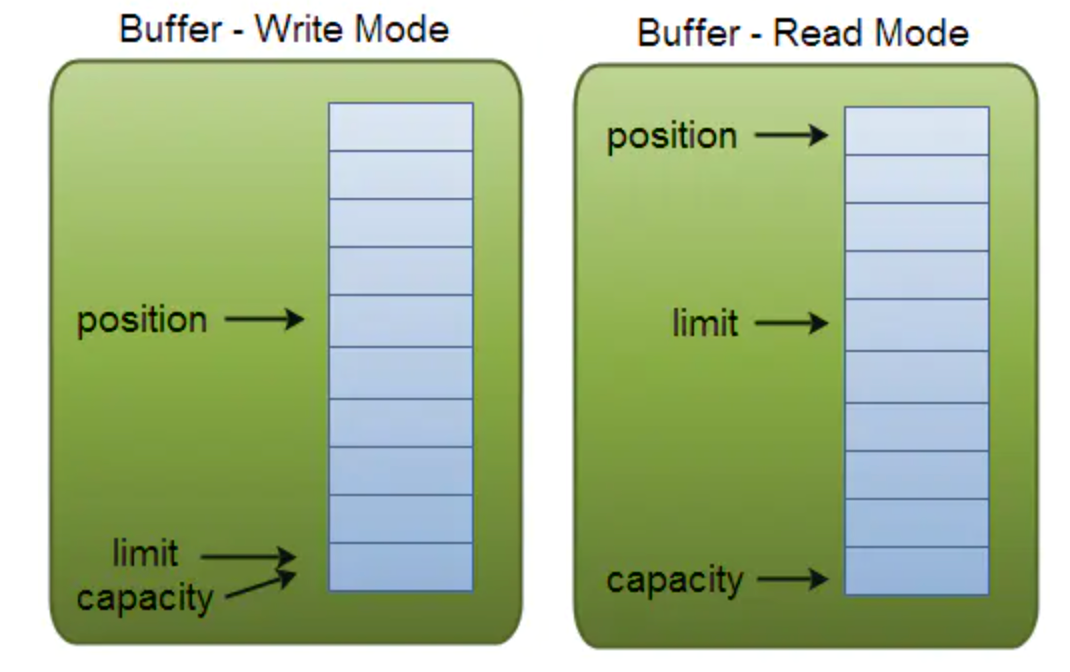 Buffer - Write Mode
position
limit
capacity
Buffer - Read Mode
position
limit
capacity